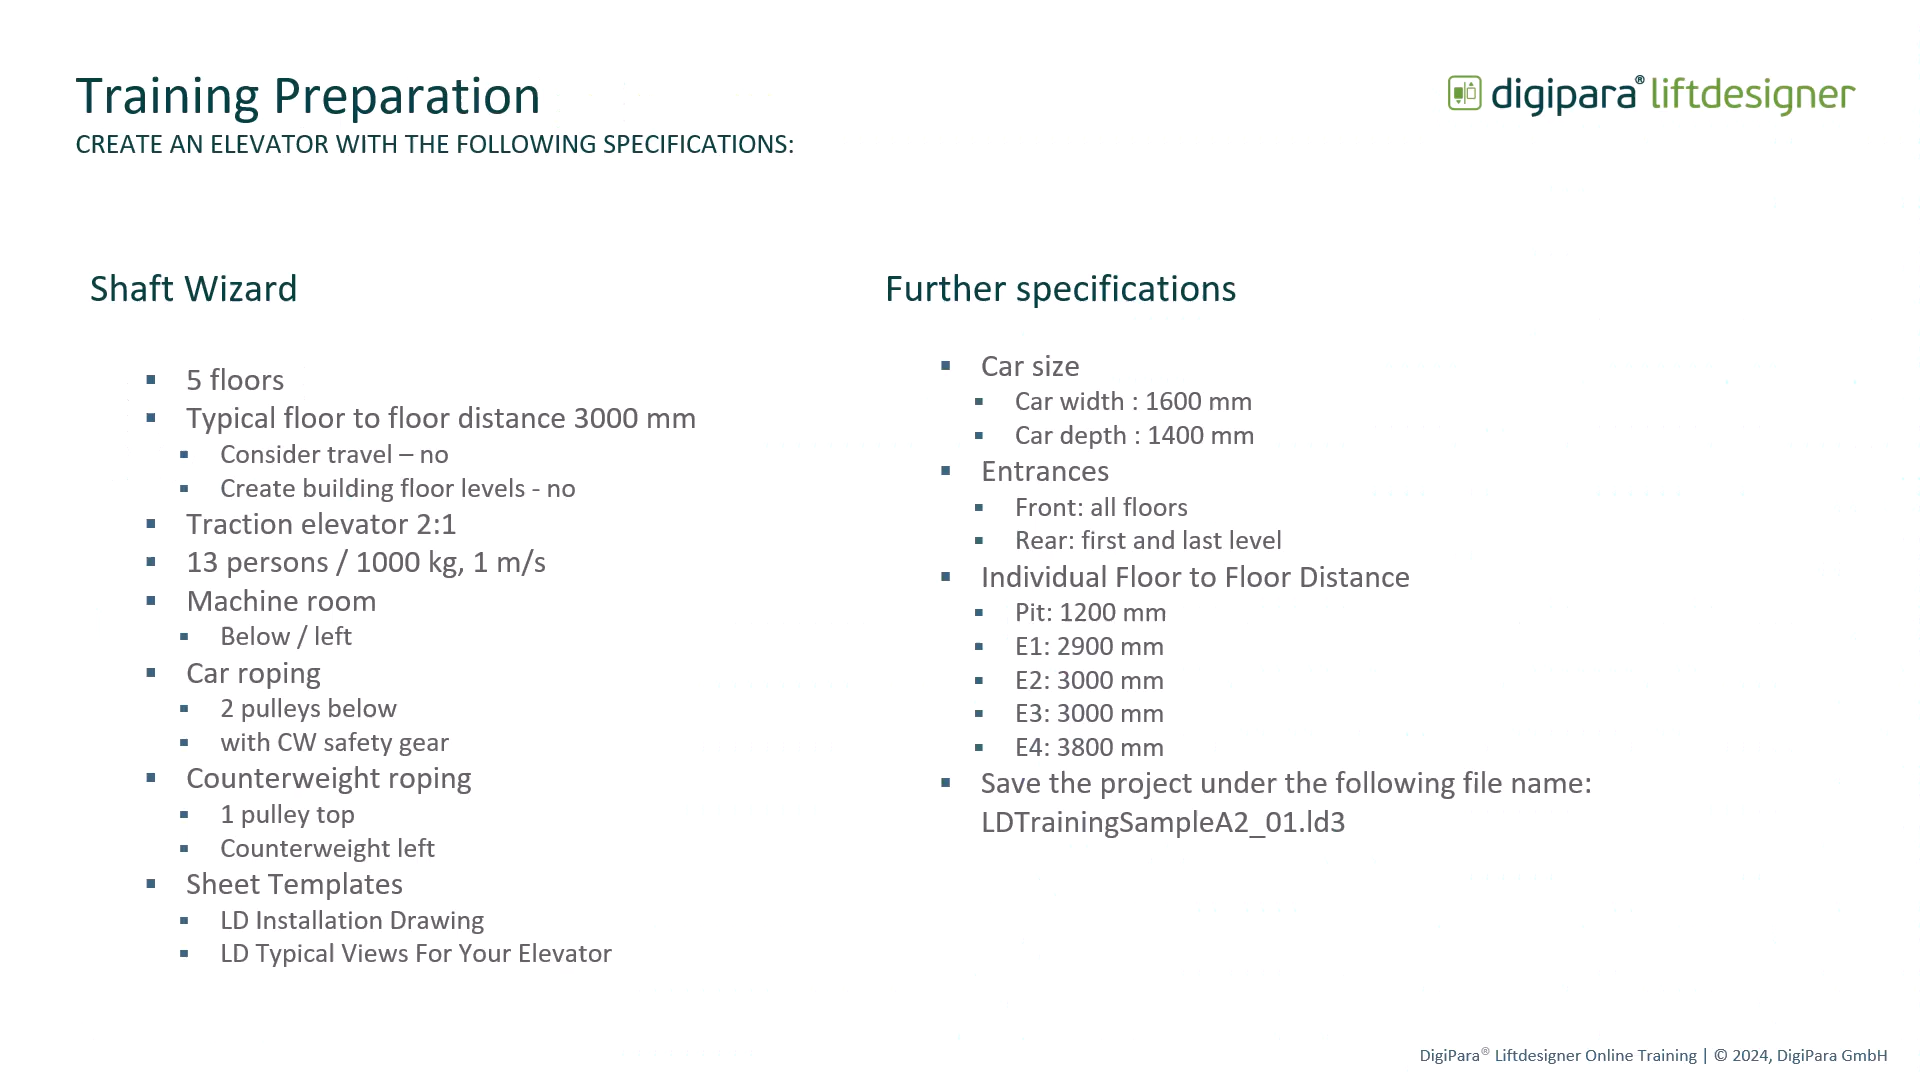 Training Preparation
CREATE AN ELEVATOR WITH THE FOLLOWING SPECIFICATIONS:
digipara® liftdesigner
Shaft Wizard
5 floors
Typical floor to floor distance 3000 mm
Consider travel – no
Create building floor levels - no
Traction elevator 2:1
13 persons / 1000 kg, 1 m/s
Machine room
Below / left
Car roping
2 pulleys below
with CW safety gear
Counterweight roping
1 pulley top
Counterweight left
Sheet Templates
LD Installation Drawing
LD Typical Views For Your Elevator
Further specifications
Car size
Car width : 1600 mm
Car depth : 1400 mm
Entrances
Front: all floors
Rear: first and last level
Individual Floor to Floor Distance
Pit: 1200 mm
E1: 2900 mm
E2: 3000 mm
E3: 3000 mm
E4: 3800 mm
Save the project under the following file name:
LDTrainingSampleA2_01.ld3
DigiPara® Liftdesigner Online Training | © 2024, DigiPara GmbH